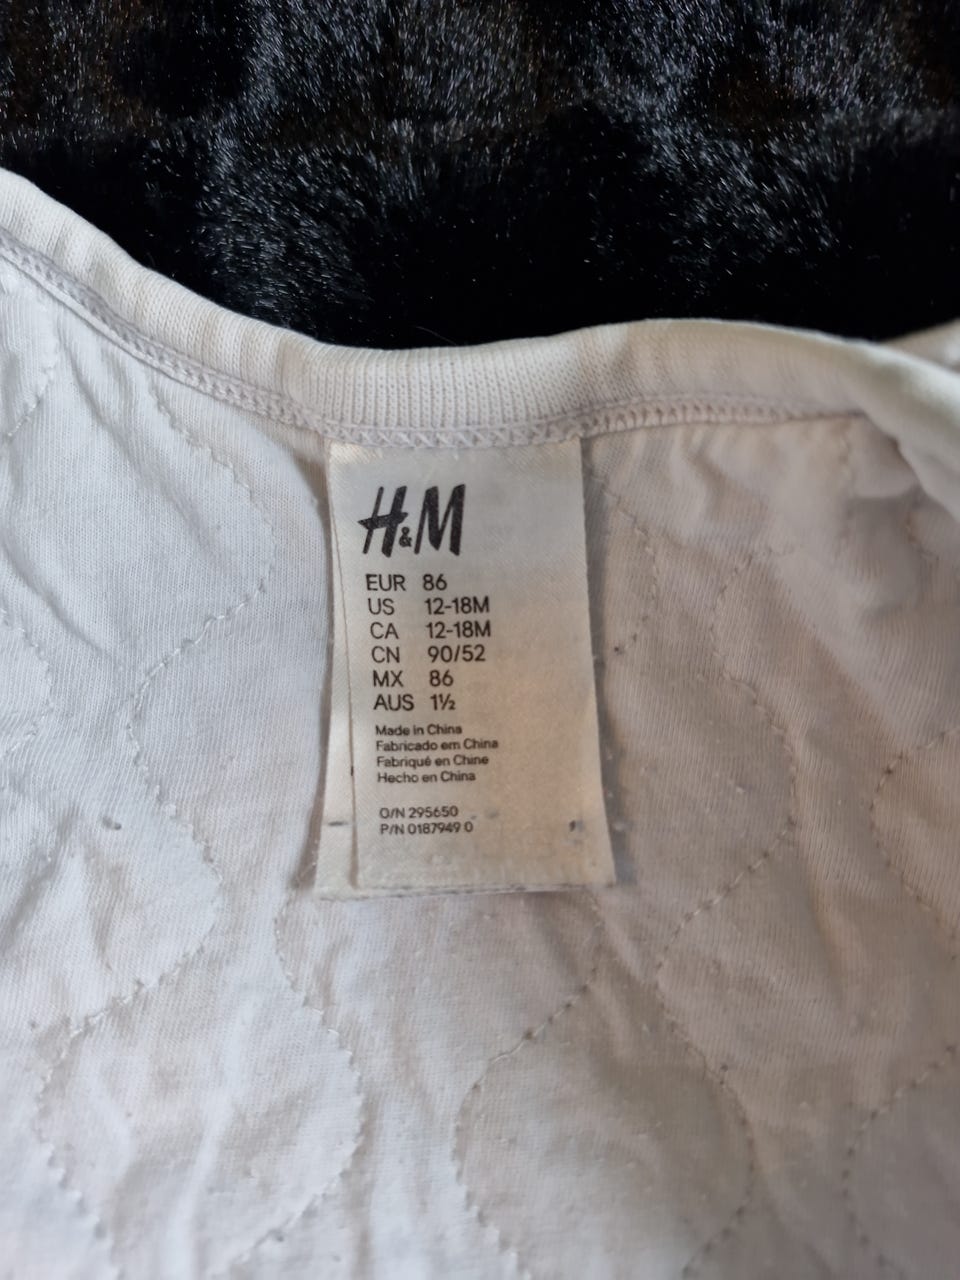 H&M
EUR 86
US 12-18M
CA 12-18M
CN 90/52
MX 86
AUS 1½
Made in China
Fabricado em China
Fabriqué en Chine
Hecho en China
O/N 295650
P/N 0187949 0